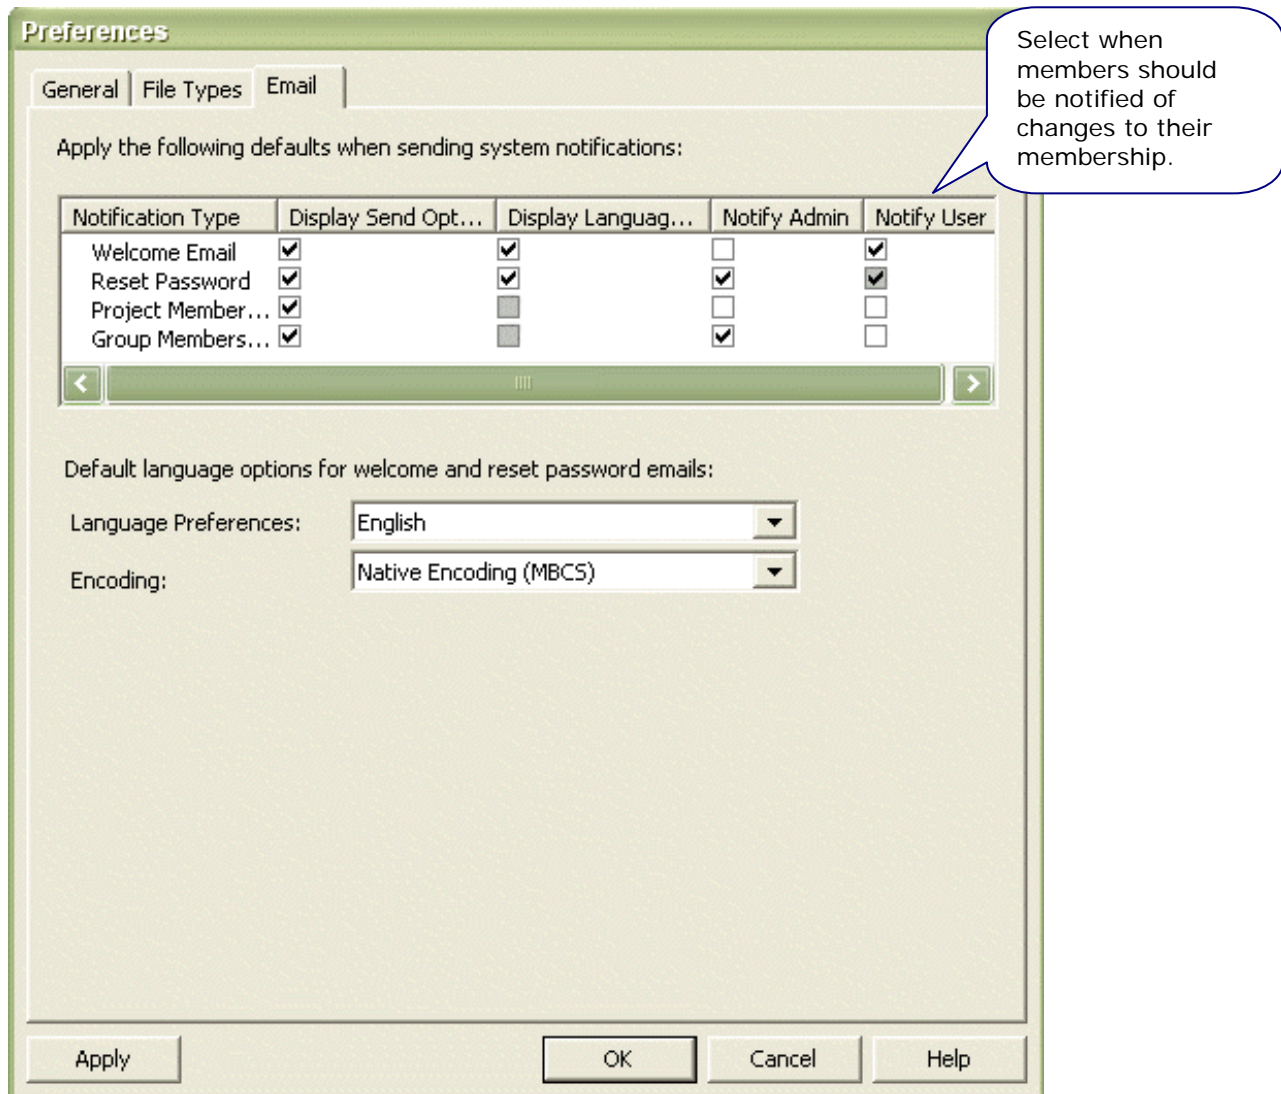 Preferences
Select when
members should
be notified of
changes to their
membership.
General File Types Email
Apply the following defaults when sending system notifications:
Notification Type Display Send Opt... Display Languag... Notify Admin Notify User
Welcome Email
Reset Password
Project Member...
Group Members...
Default language options for welcome and reset password emails:
Language Preferences: English
Encoding: Native Encoding (MBCS)
Apply OK Cancel Help